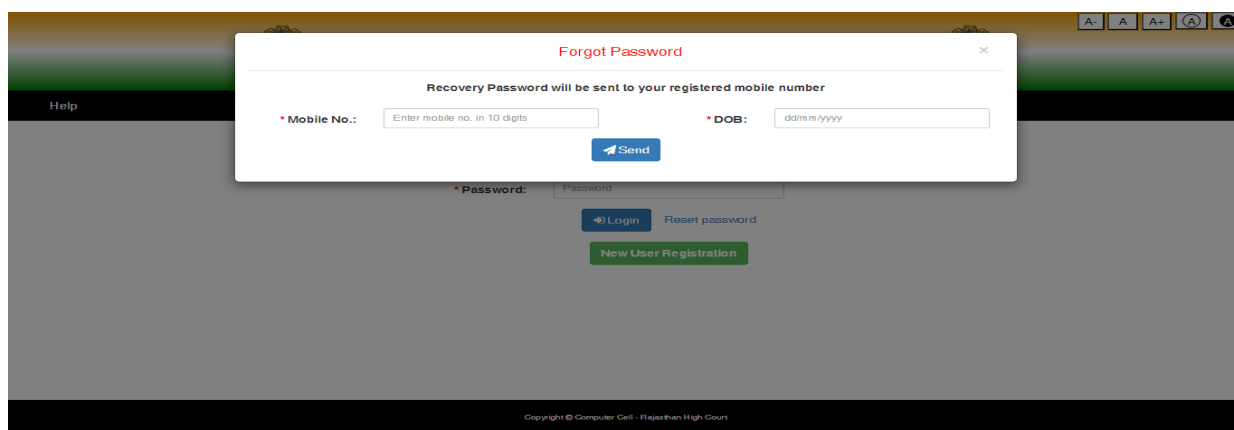 A- A A+ A A
Forgot Password ×
Recovery Password will be sent to your registered mobile number
Help
* Mobile No.: Enter mobile no. in 10 digits * DOB: dd/mm/yyyy
Send
* Password: Password
Login Reset password
New User Registration
Copyright © Computer Cell - Rajasthan High Court